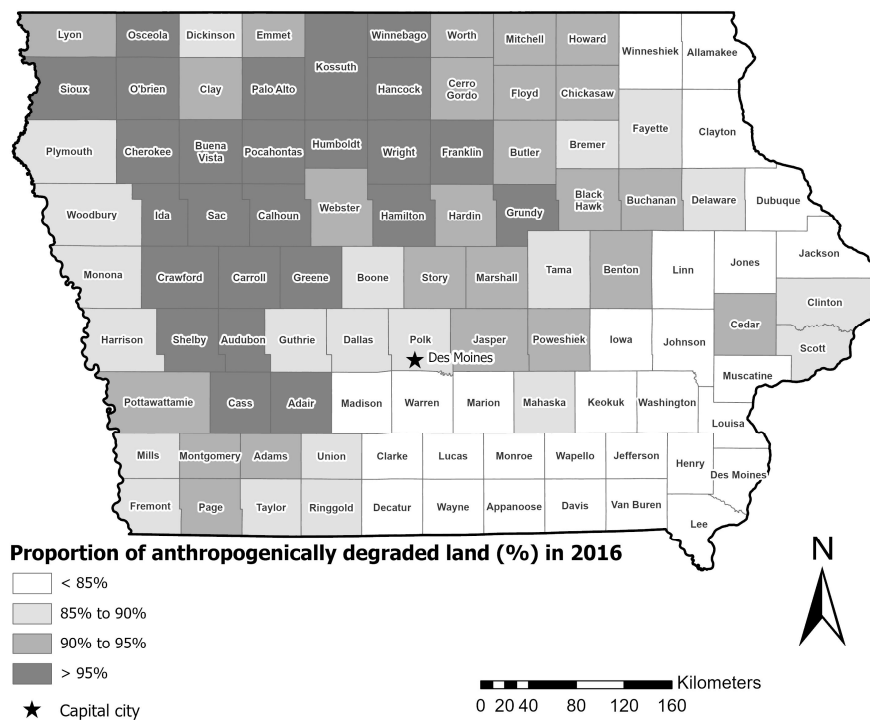 Lyon Osceola Dickinson Emmet Winnebago Worth Mitchell Howard Winneshiek Allamakee
Kossuth
Sioux O'brien Clay Palo Alto Hancock Cerro
Gordo Floyd Chickasaw
Fayette Clayton
Plymouth Cherokee Buena
Vista Pocahontas Humboldt Wright Franklin Butler Bremer
Woodbury Ida Sac Calhoun Webster Hamilton Hardin Grundy Black
Hawk Buchanan Delaware Dubuque
Monona Crawford Carroll Greene Boone Story Marshall Tama Benton Linn Jones Jackson
Clinton
Harrison Shelby Audubon Guthrie Dallas Polk Jasper Poweshiek Iowa Johnson Cedar
Scott
Des Moines
Muscatine
Pottawattamie Cass Adair Madison Warren Marion Mahaska Keokuk Washington
Louisa
Mills Montgomery Adams Union Clarke Lucas Monroe Wapello Jefferson Henry
Des Moines
Fremont Page Taylor Ringgold Decatur Wayne Appanoose Davis Van Buren
Lee
Proportion of anthropogenically degraded land (%) in 2016
< 85%
85% to 90%
90% to 95%
> 95%
Capital city
N
Kilometers
0 20 40 80 120 160